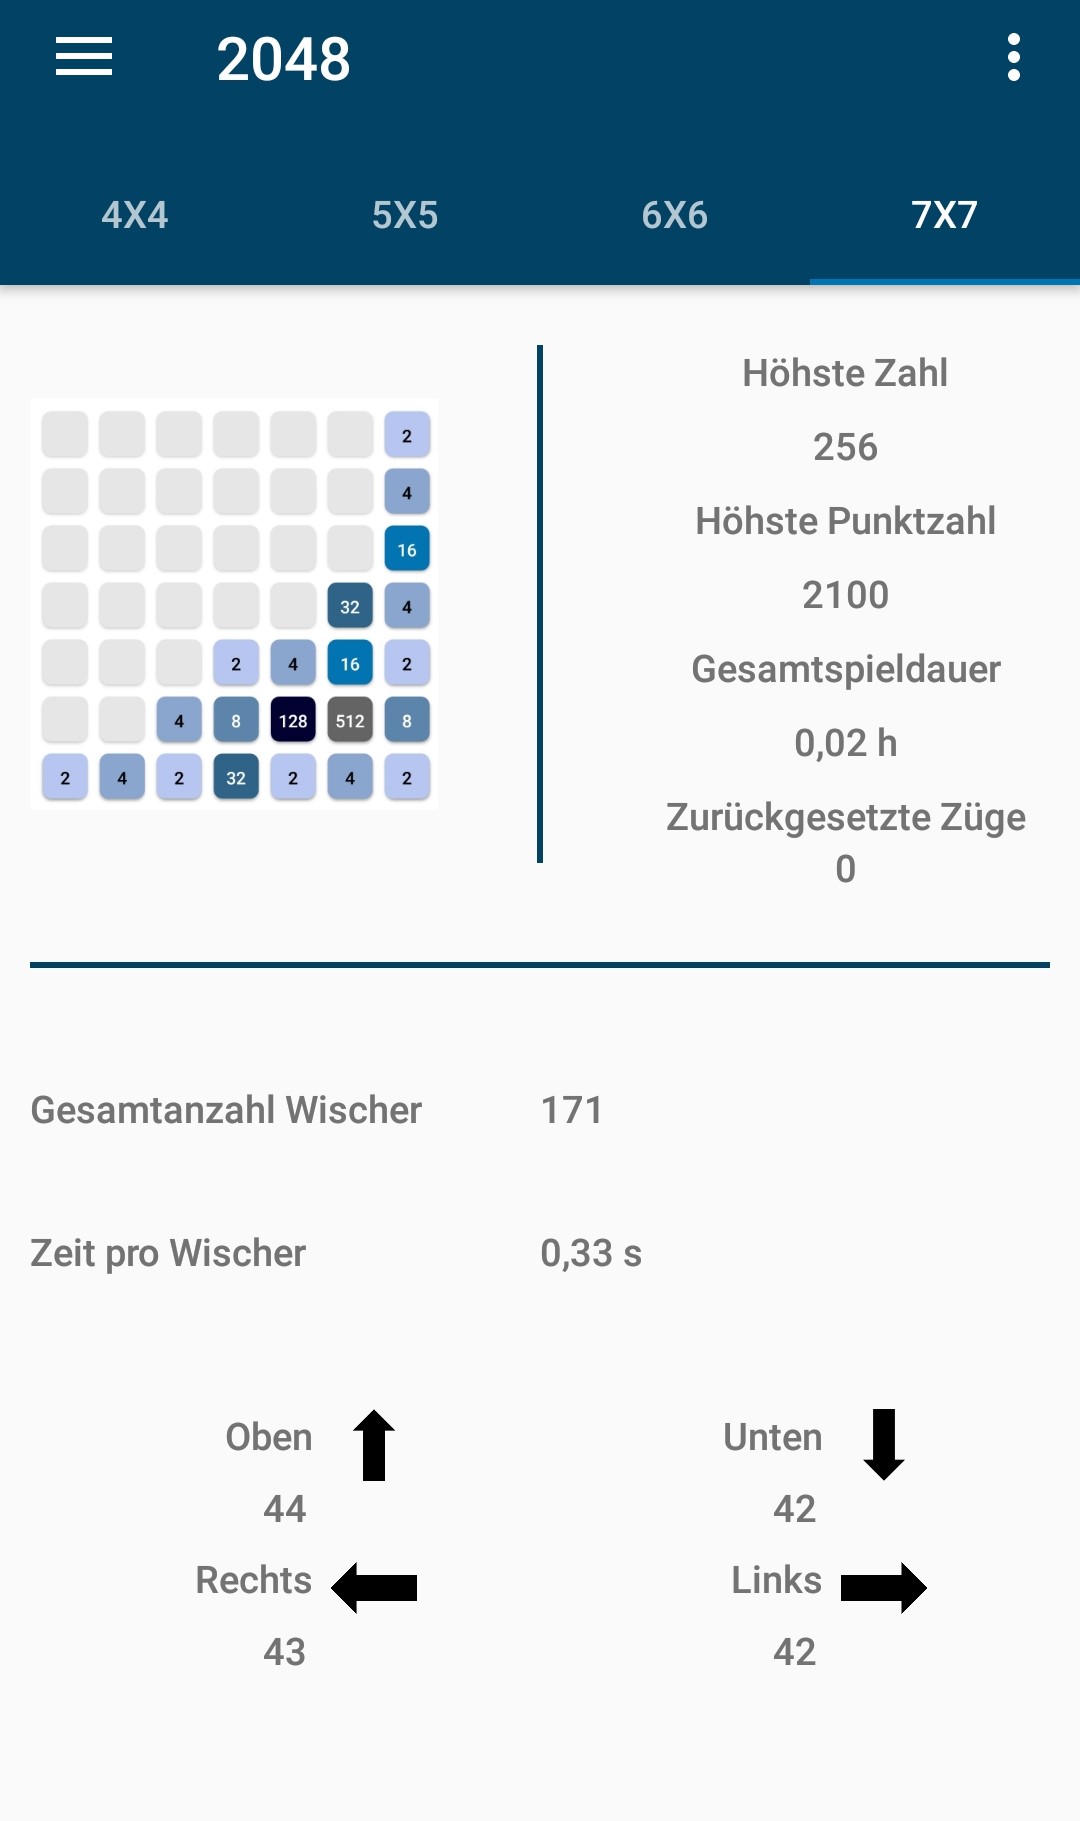 2048
4X4 5X5 6X6 7X7
2
4
16
32 4
2 4 16 2
4 8 128 512 8
2 4 2 32 2 4 2
Höhste Zahl
256
Höhste Punktzahl
2100
Gesamtspieldauer
0,02 h
Zurückgesetzte Züge
0
Gesamtanzahl Wischer 171
Zeit pro Wischer 0,33 s
Oben Unten
44 42
Rechts Links
43 42